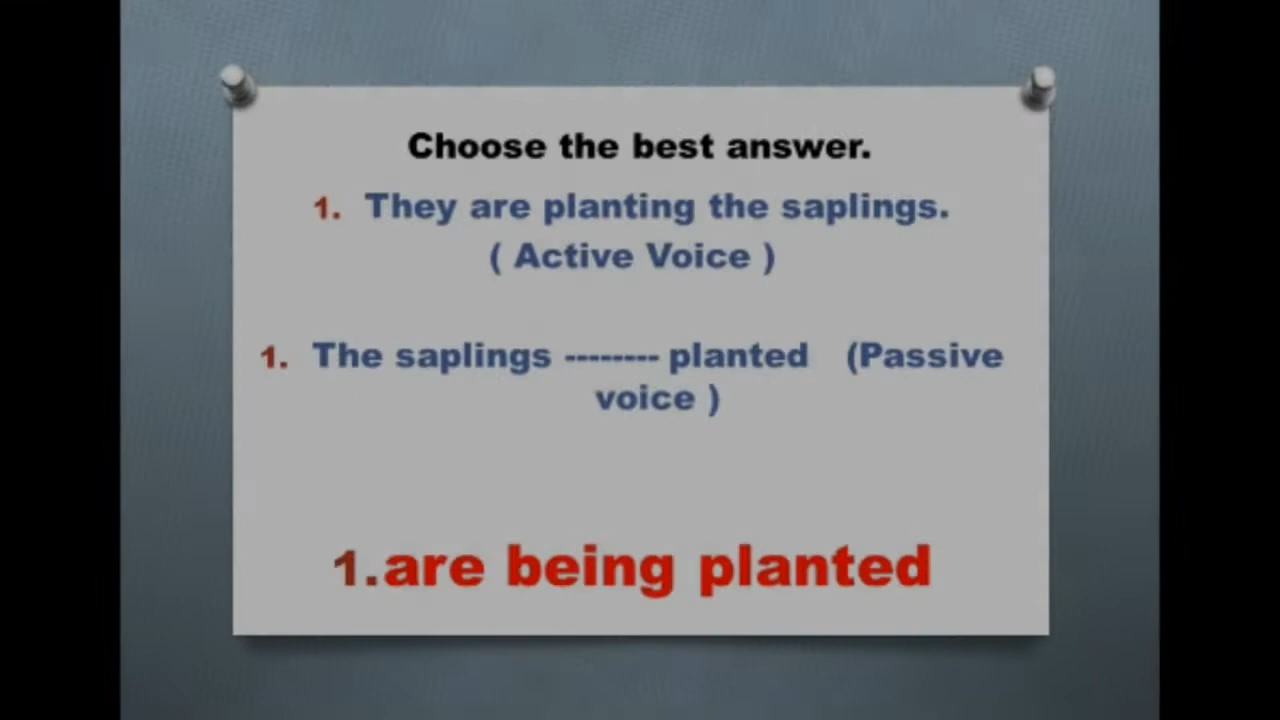 Choose the best answer.
1. They are planting the saplings.
( Active Voice )
1. The saplings -------- planted (Passive
voice )
1.are being planted